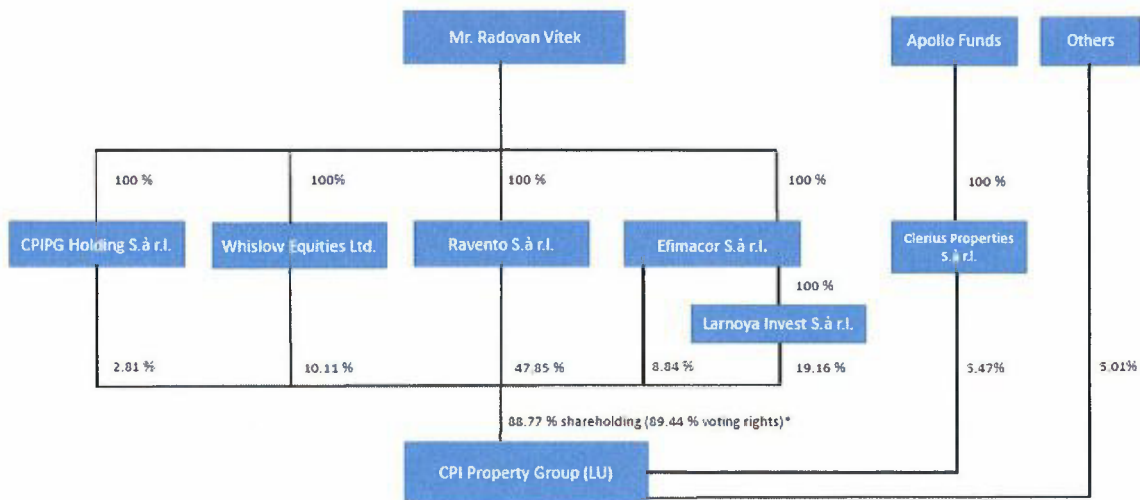 Mr. Radovan Vítek
Apollo Funds
Others
100 %
100%
100 %
100 %
100 %
CPIPG Holding S.à r.l.
Whislow Equities Ltd.
Ravento S.à r.l.
Efimacor S.à r.l.
Clerius Properties
S.à r.l.
100 %
Larnoya Invest S.à r.l.
2.81 %
10.11 %
47.85 %
8.84 %
19.16 %
5.47%
5.01%
88.77 % shareholding (89.44 % voting rights)*
CPI Property Group (LU)